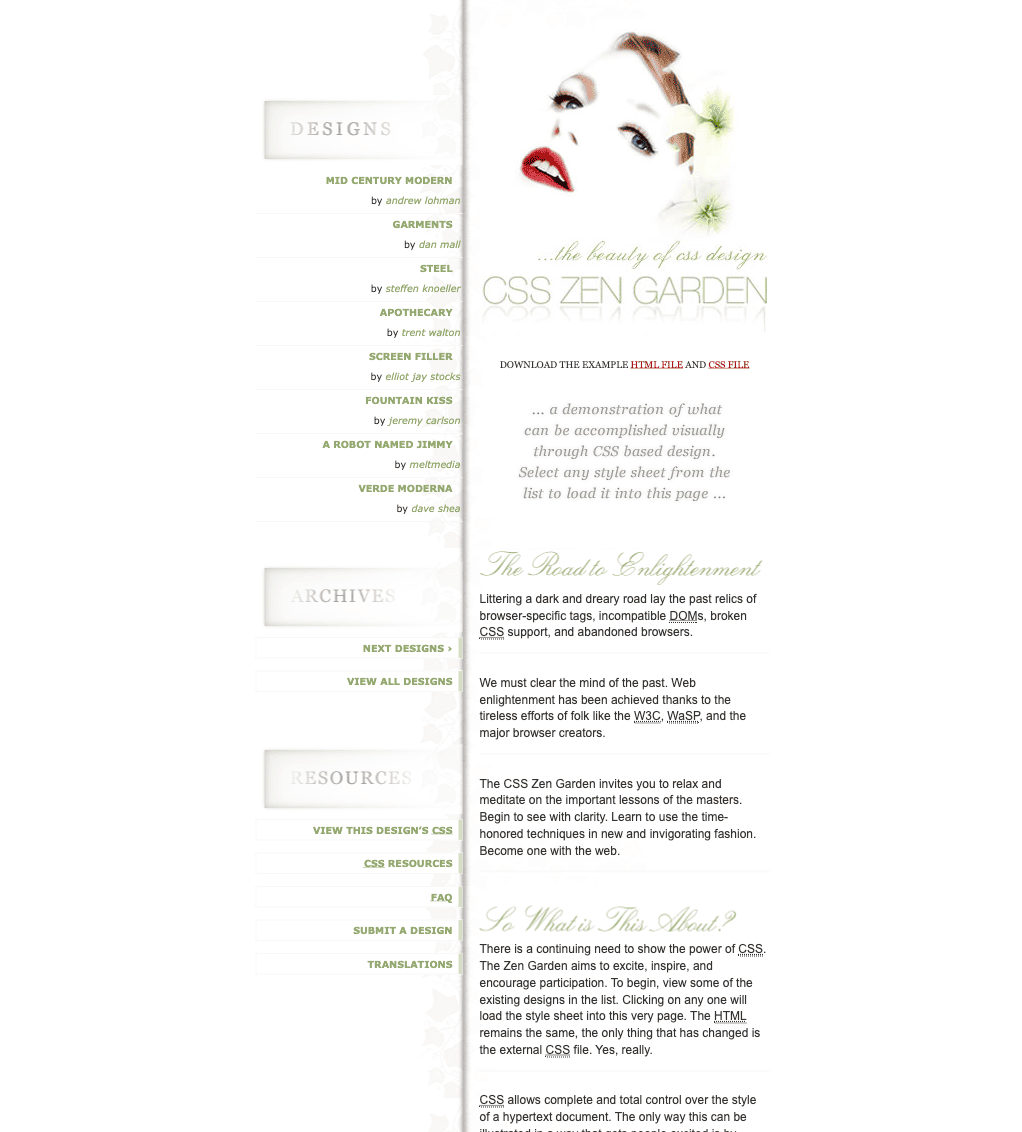 DESIGNS
MID CENTURY MODERN
by andrew lohman
GARMENTS
by dan mall
STEEL
by steffen knoeller
APOTHECARY
by trent walton
SCREEN FILLER
by elliot jay stocks
FOUNTAIN KISS
by jeremy carlson
A ROBOT NAMED JIMMY
by meltmedia
VERDE MODERNA
by dave shea
ARCHIVES
NEXT DESIGNS ›
VIEW ALL DESIGNS
RESOURCES
VIEW THIS DESIGN’S CSS
CSS RESOURCES
FAQ
SUBMIT A DESIGN
TRANSLATIONS
...the beauty of css design
CSS ZEN GARDEN
DOWNLOAD THE EXAMPLE HTML FILE AND CSS FILE
... a demonstration of what
can be accomplished visually
through CSS based design.
Select any style sheet from the
list to load it into this page ...
The Road to Enlightenment
Littering a dark and dreary road lay the past relics of
browser-specific tags, incompatible DOMs, broken
CSS support, and abandoned browsers.
We must clear the mind of the past. Web
enlightenment has been achieved thanks to the
tireless efforts of folk like the W3C, WaSP, and the
major browser creators.
The CSS Zen Garden invites you to relax and
meditate on the important lessons of the masters.
Begin to see with clarity. Learn to use the time-
honored techniques in new and invigorating fashion.
Become one with the web.
So What is This About?
There is a continuing need to show the power of CSS.
The Zen Garden aims to excite, inspire, and
encourage participation. To begin, view some of the
existing designs in the list. Clicking on any one will
load the style sheet into this very page. The HTML
remains the same, the only thing that has changed is
the external CSS file. Yes, really.
CSS allows complete and total control over the style
of a hypertext document. The only way this can be